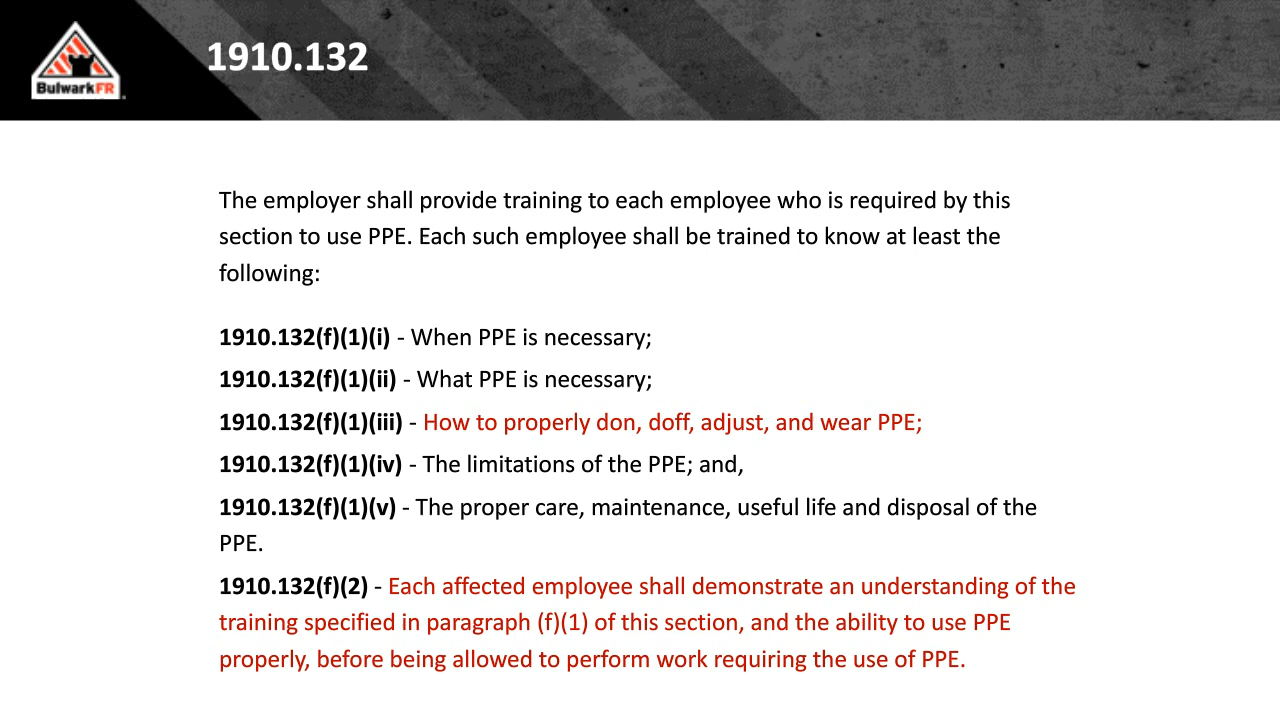 BulwarkFR
1910.132
The employer shall provide training to each employee who is required by this
section to use PPE. Each such employee shall be trained to know at least the
following:
1910.132(f)(1)(i) - When PPE is necessary;
1910.132(f)(1)(ii) - What PPE is necessary;
1910.132(f)(1)(iii) - How to properly don, doff, adjust, and wear PPE;
1910.132(f)(1)(iv) - The limitations of the PPE; and,
1910.132(f)(1)(v) - The proper care, maintenance, useful life and disposal of the
PPE.
1910.132(f)(2) - Each affected employee shall demonstrate an understanding of the
training specified in paragraph (f)(1) of this section, and the ability to use PPE
properly, before being allowed to perform work requiring the use of PPE.